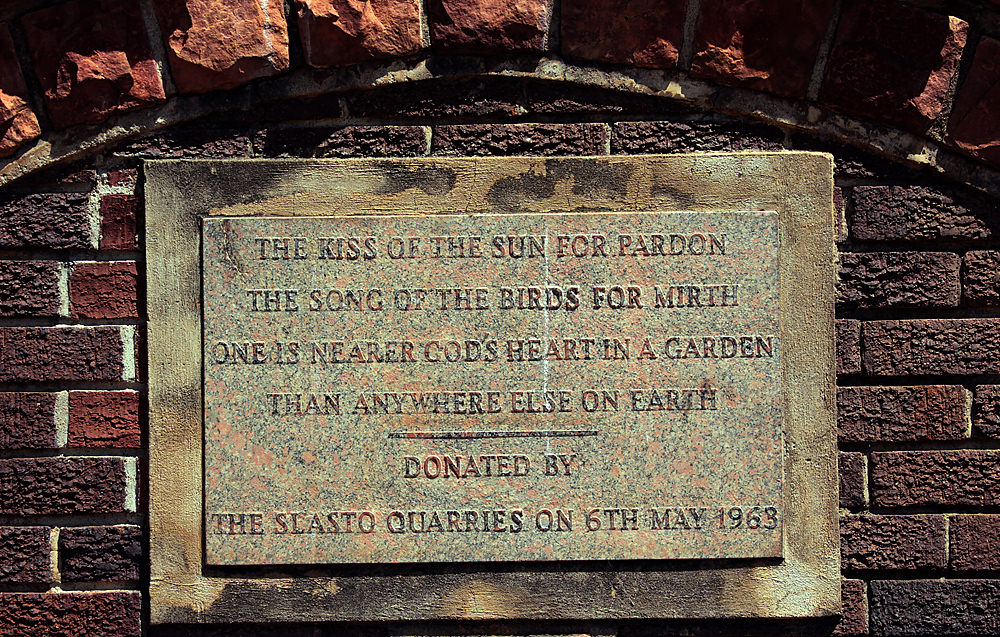 THE KISS OF THE SUN FOR PARDON
THE SONG OF THE BIRDS FOR MIRTH
ONE IS NEARER GOD'S HEART IN A GARDEN
THAN ANYWHERE ELSE ON EARTH
DONATED BY
THE SLASTO QUARRIES ON 6TH MAY 1963